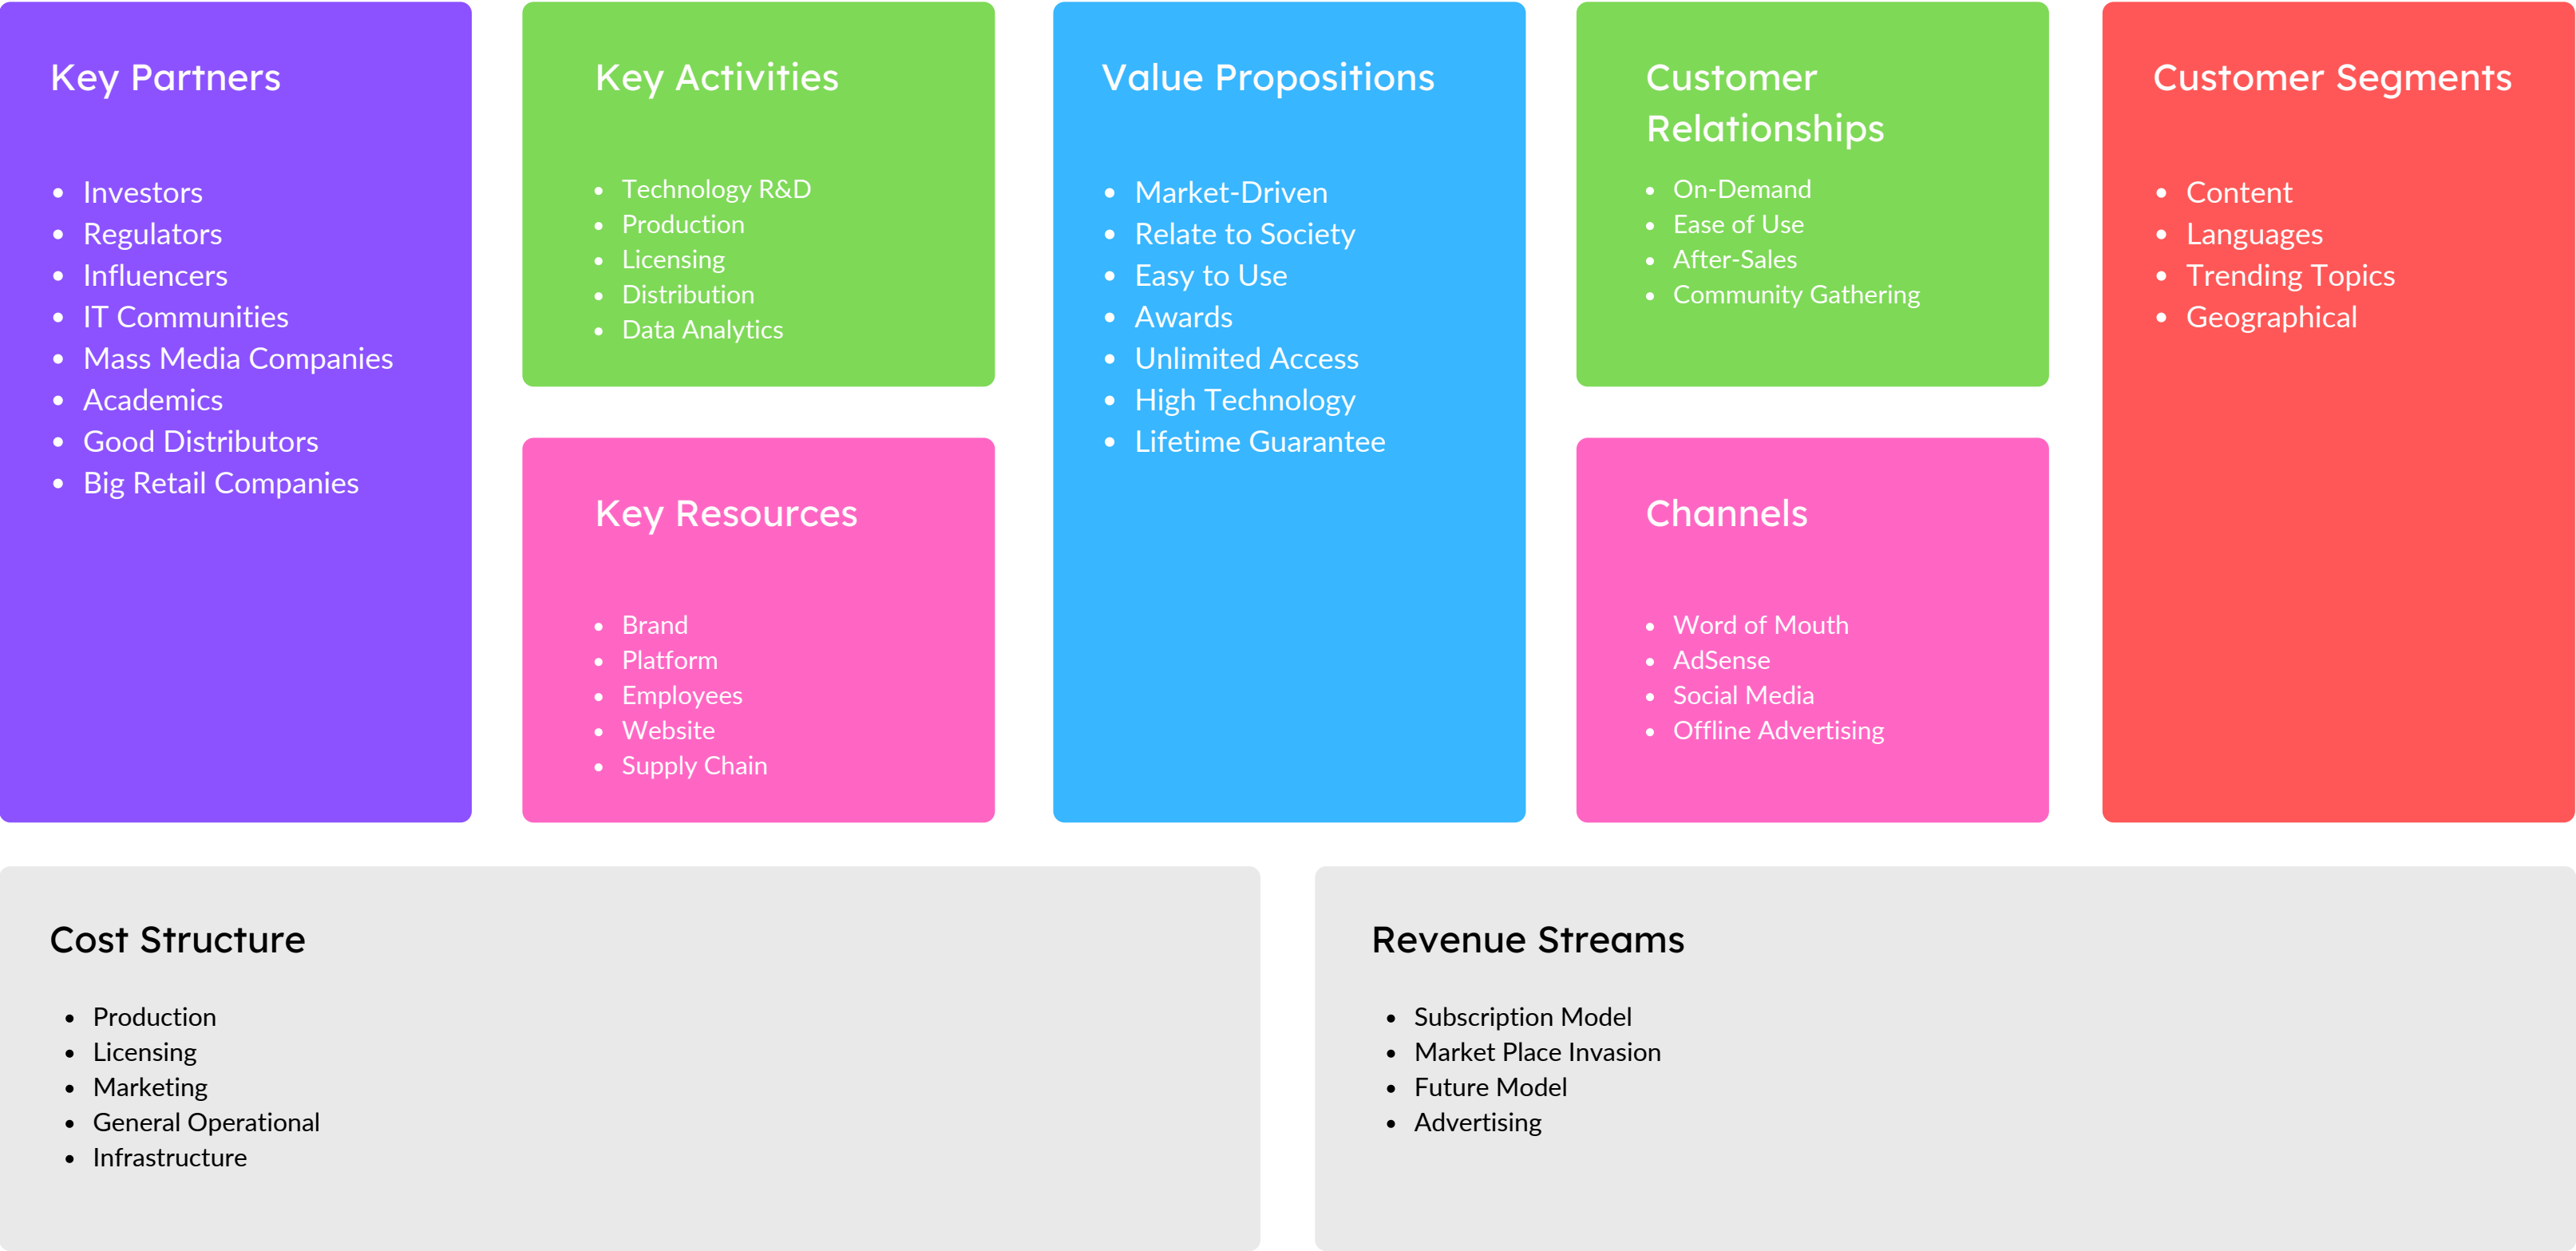 Key Partners
• Investors
• Regulators
• Influencers
• IT Communities
• Mass Media Companies
• Academics
• Good Distributors
• Big Retail Companies
Key Activities
• Technology R&D
• Production
• Licensing
• Distribution
• Data Analytics
Key Resources
• Brand
• Platform
• Employees
• Website
• Supply Chain
Value Propositions
• Market-Driven
• Relate to Society
• Easy to Use
• Awards
• Unlimited Access
• High Technology
• Lifetime Guarantee
Customer
Relationships
• On-Demand
• Ease of Use
• After-Sales
• Community Gathering
Channels
• Word of Mouth
• AdSense
• Social Media
• Offline Advertising
Customer Segments
• Content
• Languages
• Trending Topics
• Geographical
Cost Structure
• Production
• Licensing
• Marketing
• General Operational
• Infrastructure
Revenue Streams
• Subscription Model
• Market Place Invasion
• Future Model
• Advertising